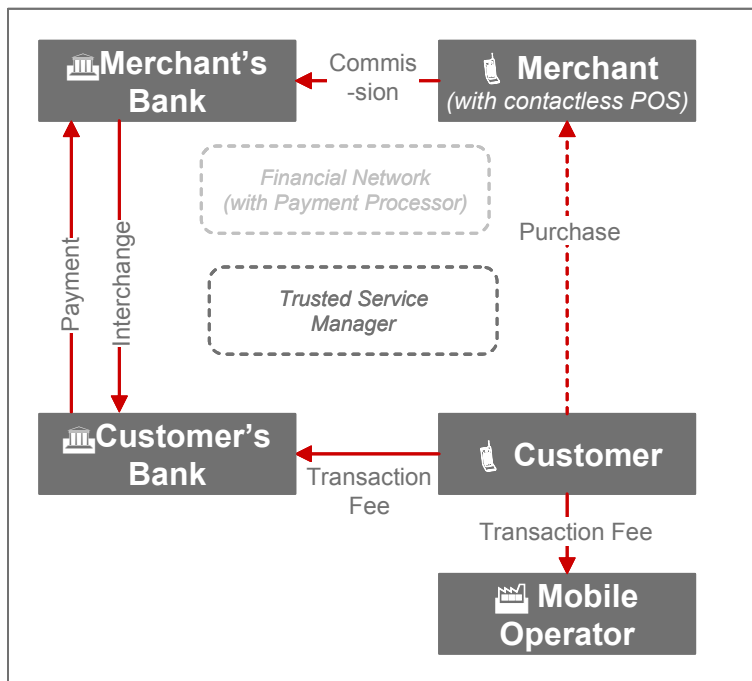 Merchant's
Bank
Commis
-sion
Merchant
(with contactless POS)
Financial Network
(with Payment Processor)
Purchase
Payment
Interchange
Trusted Service
Manager
Customer's
Bank
Transaction
Fee
Customer
Transaction Fee
Mobile
Operator